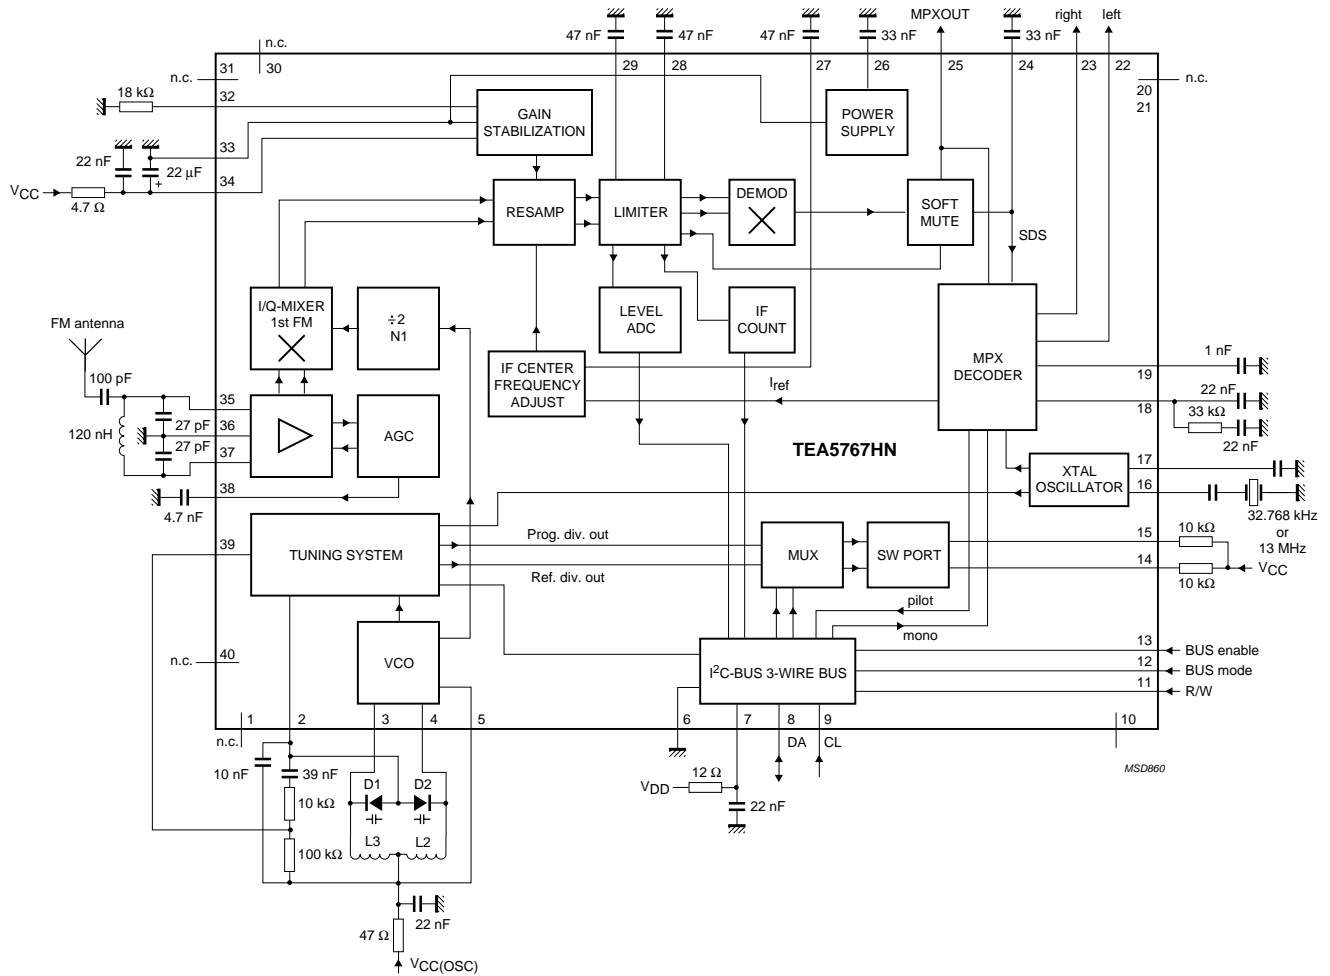 n.c.
47 nF
47 nF
47 nF
33 nF
MPXOUT
33 nF
right
left
31
30
29
28
27
26
25
24
23
22
n.c.
n.c.
20
21
18 kΩ
32
GAIN
STABILIZATION
POWER
SUPPLY
33
22 nF
22 µF
+
34
VCC
4.7 Ω
RESAMP
LIMITER
DEMOD
SOFT
MUTE
SDS
I/Q-MIXER
1st FM
÷2
N1
LEVEL
ADC
IF
COUNT
FM antenna
IF CENTER
FREQUENCY
ADJUST
Iref
MPX
DECODER
1 nF
19
100 pF
35
22 nF
18
33 kΩ
22 nF
27 pF
36
120 nH
27 pF
37
AGC
TEA5767HN
38
4.7 nF
XTAL
OSCILLATOR
17
16
32.768 kHz
or
13 MHz
39
TUNING SYSTEM
Prog. div. out
Ref. div. out
MUX
SW PORT
15
10 kΩ
14
10 kΩ
VCC
pilot
mono
n.c.
40
VCO
I2C-BUS 3-WIRE BUS
13
BUS enable
12
BUS mode
11
R/W
1
2
3
4
5
6
7
8
9
10
n.c.
DA
CL
MSD860
10 nF
39 nF
D1
D2
10 kΩ
VDD
12 Ω
22 nF
L3
L2
100 kΩ
22 nF
47 Ω
VCC(OSC)